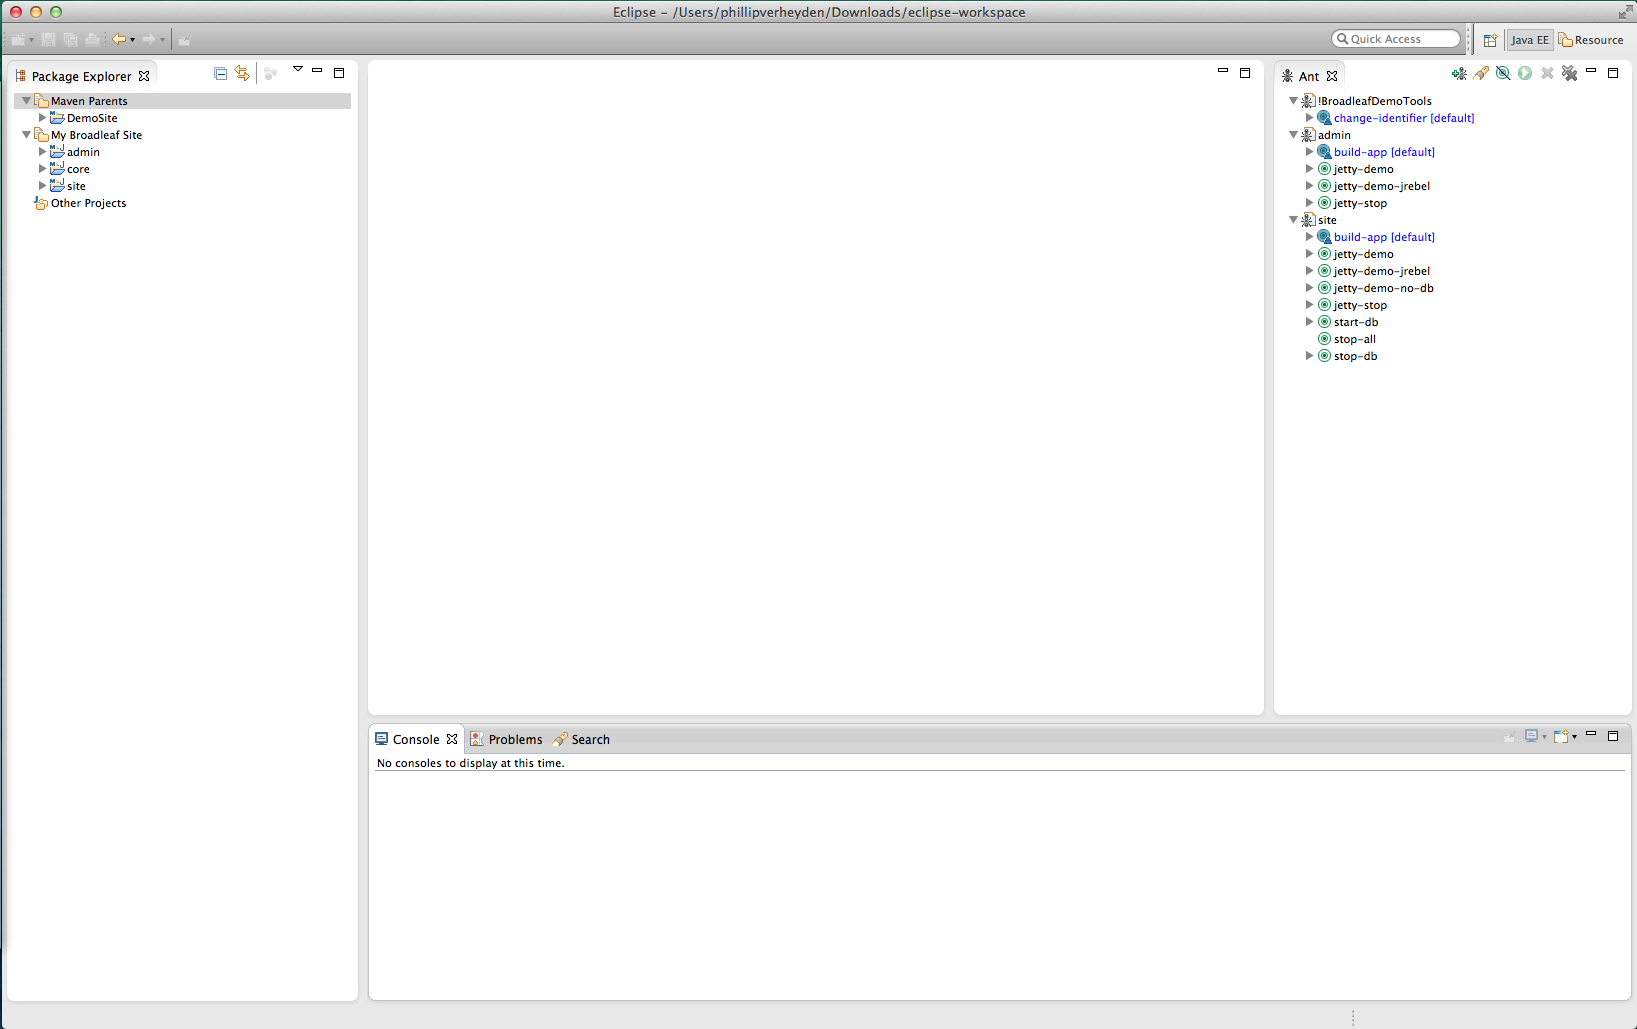 Eclipse - /Users/phillipverheyden/Downloads/eclipse-workspace
Quick Access
Java EE
Resource
Package Explorer
Maven Parents
DemoSite
My Broadleaf Site
admin
core
site
Other Projects
Ant
!BroadleafDemoTools
change-identifier [default]
admin
build-app [default]
jetty-demo
jetty-demo-jrebel
jetty-stop
site
build-app [default]
jetty-demo
jetty-demo-jrebel
jetty-demo-no-db
jetty-stop
start-db
stop-all
stop-db
Console
Problems
Search
No consoles to display at this time.